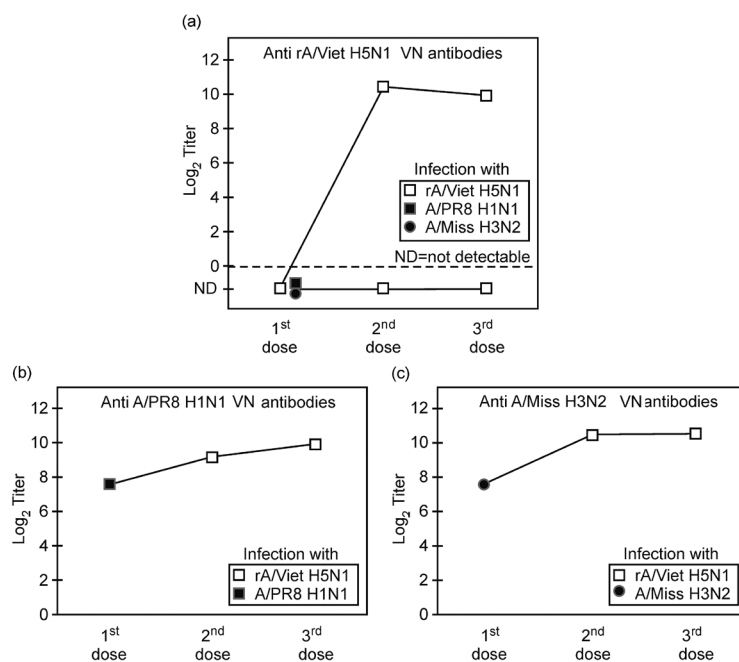 (a)
Anti rA/Viet H5N1 VN antibodies
12
10
8
6
4
2
0
ND
Log2 Titer
Infection with
rA/Viet H5N1
A/PR8 H1N1
A/Miss H3N2
ND=not detectable
1st dose
2nd dose
3rd dose
(b)
Anti A/PR8 H1N1 VN antibodies
12
10
8
6
4
2
0
Log2 Titer
Infection with
rA/Viet H5N1
A/PR8 H1N1
1st dose
2nd dose
3rd dose
(c)
Anti A/Miss H3N2 VN antibodies
12
10
8
6
4
2
0
Log2 Titer
Infection with
rA/Viet H5N1
A/Miss H3N2
1st dose
2nd dose
3rd dose